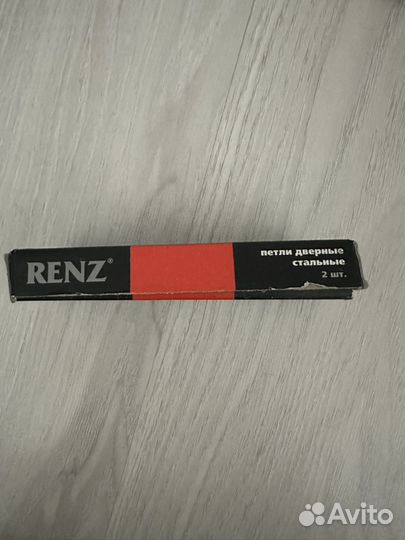 RENZ®
петли дверные
стальные
2 шт.
Avito